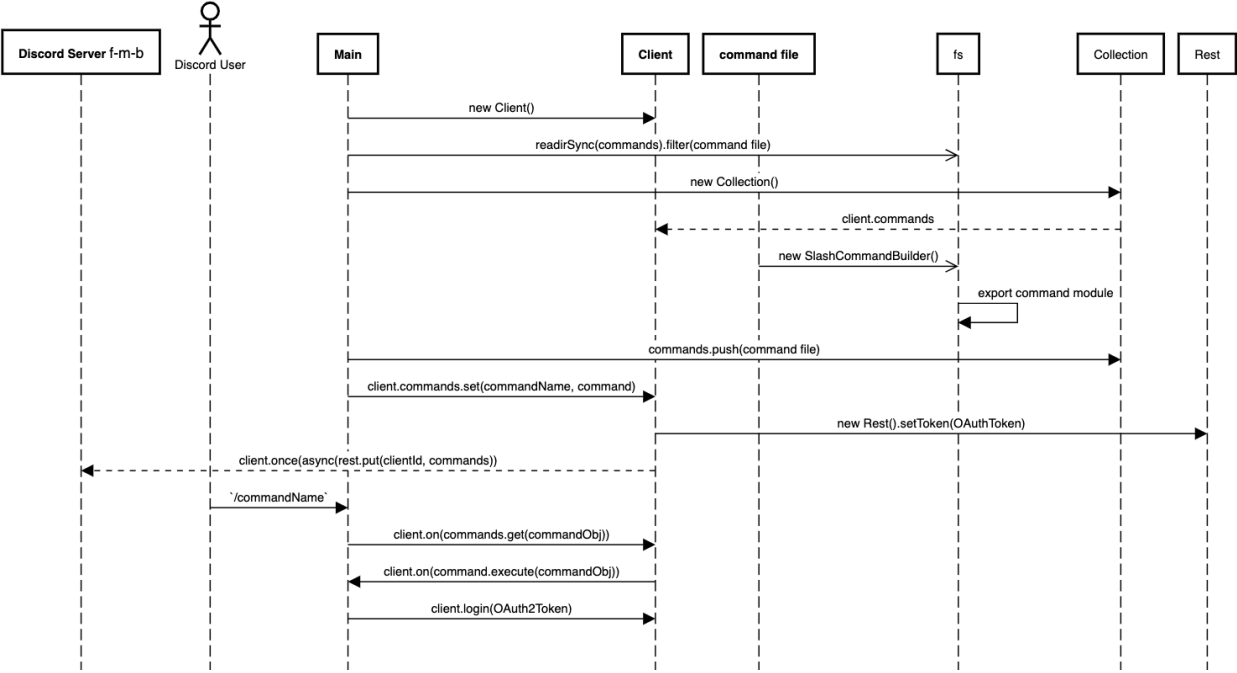 Discord Server f-m-b
Discord User
Main
Client
command file
fs
Collection
Rest
new Client()
readirSync(commands).filter(command file)
new Collection()
client.commands
new SlashCommandBuilder()
export command module
commands.push(command file)
client.commands.set(commandName, command)
new Rest().setToken(OAuthToken)
client.once(async(rest.put(clientId, commands))
`/commandName`
client.on(commands.get(commandObj))
client.on(command.execute(commandObj))
client.login(OAuth2Token)